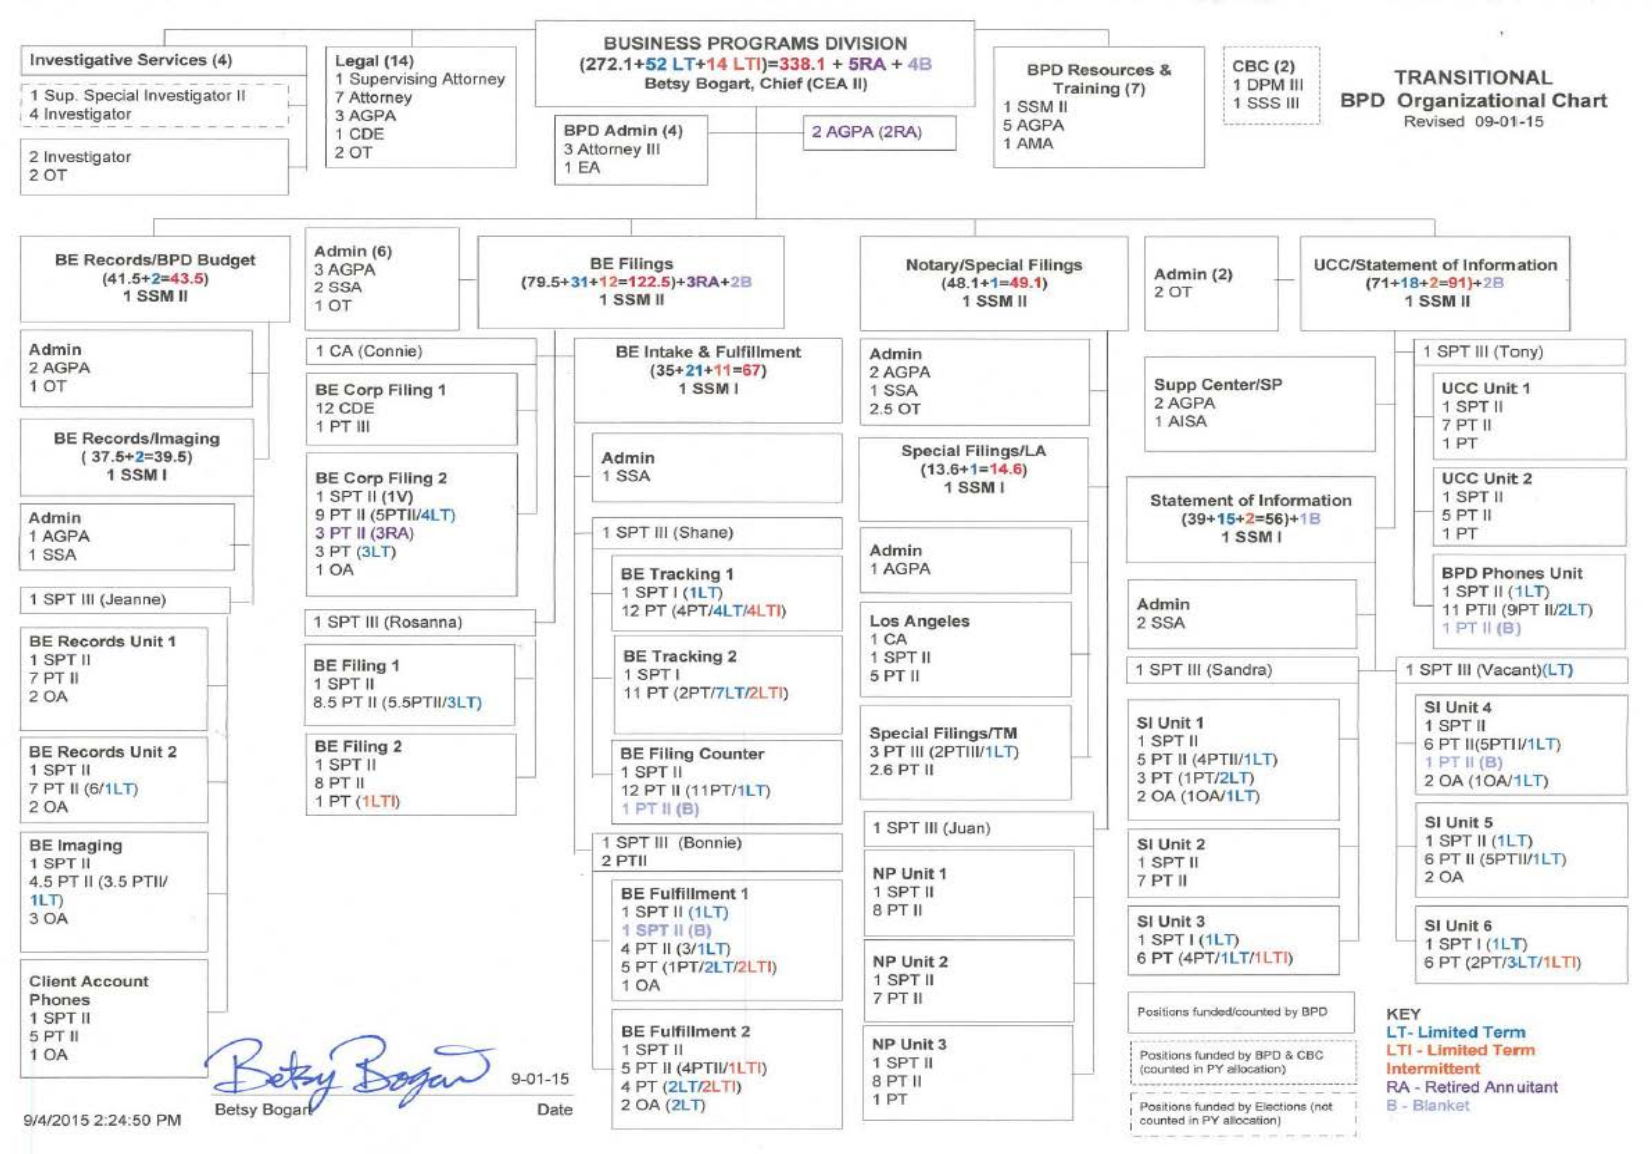 Investigative Services (4)
1 Sup. Special Investigator II
4 Investigator
2 Investigator
2 OT
Legal (14)
1 Supervising Attorney
7 Attorney
3 AGPA
1 CDE
2 OT
BUSINESS PROGRAMS DIVISION
(272.1+52 LT+14 LTI)=338.1 + 5RA + 4B
Betsy Bogart, Chief (CEA II)
BPD Admin (4)
3 Attorney III
1 EA
2 AGPA (2RA)
BPD Resources &
Training (7)
1 SSM II
5 AGPA
1 AMA
CBC (2)
1 DPM III
1 SSS III
TRANSITIONAL
BPD Organizational Chart
Revised 09-01-15
BE Records/BPD Budget
(41.5+2=43.5)
1 SSM II
Admin
2 AGPA
1 OT
BE Records/Imaging
( 37.5+2=39.5)
1 SSM I
Admin
1 AGPA
1 SSA
1 SPT III (Jeanne)
BE Records Unit 1
1 SPT II
7 PT II
2 OA
BE Records Unit 2
1 SPT II
7 PT II (6/1LT)
2 OA
BE Imaging
1 SPT II
4.5 PT II (3.5 PTII/
1LT)
3 OA
Client Account
Phones
1 SPT II
5 PT II
1 OA
Admin (6)
3 AGPA
2 SSA
1 OT
BE Filings
(79.5+31+12=122.5)+3RA+2B
1 SSM II
1 CA (Connie)
BE Corp Filing 1
12 CDE
1 PT III
BE Corp Filing 2
1 SPT II (1V)
9 PT II (5PTII/4LT)
3 PT II (3RA)
3 PT (3LT)
1 OA
1 SPT III (Rosanna)
BE Filing 1
1 SPT II
8.5 PT II (5.5PTII/3LT)
BE Filing 2
1 SPT II
8 PT II
1 PT (1LTI)
BE Intake & Fulfillment
(35+21+11=67)
1 SSM I
Admin
1 SSA
1 SPT III (Shane)
BE Tracking 1
1 SPT I (1LT)
12 PT (4PT/4LT/4LTI)
BE Tracking 2
1 SPT I
11 PT (2PT/7LT/2LTI)
BE Filing Counter
1 SPT II
12 PT II (11PT/1LT)
1 PT II (B)
1 SPT III (Bonnie)
2 PTII
BE Fulfillment 1
1 SPT II (1LT)
1 SPT II (B)
4 PT II (3/1LT)
5 PT (1PT/2LT/2LTI)
1 OA
BE Fulfillment 2
1 SPT II
5 PT II (4PTII/1LTI)
4 PT (2LT/2LTI)
2 OA (2LT)
Notary/Special Filings
(48.1+1=49.1)
1 SSM II
Admin
2 AGPA
1 SSA
2.5 OT
Special Filings/LA
(13.6+1=14.6)
1 SSM I
Admin
1 AGPA
Los Angeles
1 CA
1 SPT II
5 PT II
Special Filings/TM
3 PT III (2PTIII/1LT)
2.6 PT II
1 SPT III (Juan)
NP Unit 1
1 SPT II
8 PT II
NP Unit 2
1 SPT II
7 PT II
NP Unit 3
1 SPT II
8 PT II
1 PT
Admin (2)
2 OT
UCC/Statement of Information
(71+18+2=91)+2B
1 SSM II
Supp Center/SP
2 AGPA
1 AISA
Statement of Information
(39+15+2=56)+1B
1 SSM I
Admin
2 SSA
1 SPT III (Sandra)
SI Unit 1
1 SPT II
5 PT II (4PTII/1LT)
3 PT (1PT/2LT)
2 OA (1OA/1LT)
SI Unit 2
1 SPT II
7 PT II
SI Unit 3
1 SPT I (1LT)
6 PT (4PT/1LT/1LTI)
1 SPT III (Tony)
UCC Unit 1
1 SPT II
7 PT II
1 PT
UCC Unit 2
1 SPT II
5 PT II
1 PT
BPD Phones Unit
1 SPT II (1LT)
11 PTII (9PT II/2LT)
1 PT II (B)
1 SPT III (Vacant)(LT)
SI Unit 4
1 SPT II
6 PT II(5PTII/1LT)
1 PT II (B)
2 OA (1OA/1LT)
SI Unit 5
1 SPT II (1LT)
6 PT II (5PTII/1LT)
2 OA
SI Unit 6
1 SPT I (1LT)
6 PT (2PT/3LT/1LTI)
Positions funded/counted by BPD
Positions funded by BPD & CBC
(counted in PY allocation)
Positions funded by Elections (not
counted in PY allocation)
KEY
LT- Limited Term
LTI - Limited Term
Intermittent
RA - Retired Annuitant
B - Blanket
Betsy Bogart
9-01-15
Betsy Bogart
Date
9/4/2015 2:24:50 PM